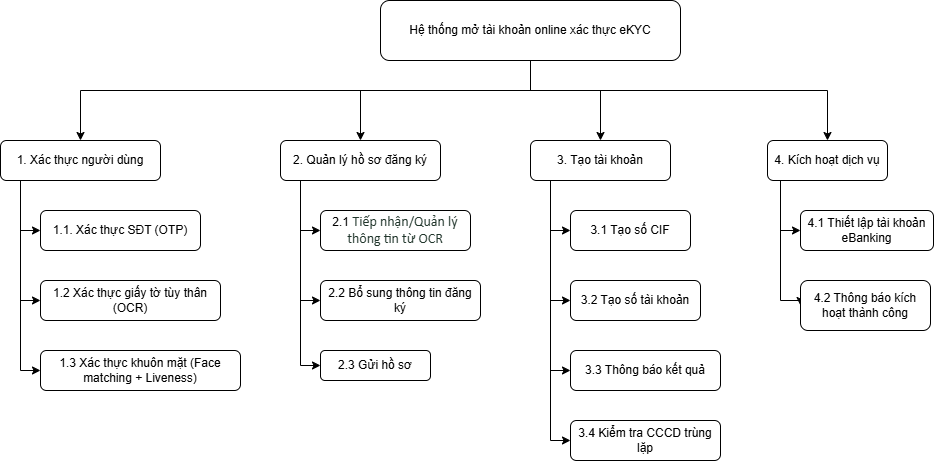 Hệ thống mở tài khoản online xác thực eKYC
1. Xác thực người dùng
2. Quản lý hồ sơ đăng ký
3. Tạo tài khoản
4. Kích hoạt dịch vụ
1.1. Xác thực SĐT (OTP)
1.2 Xác thực giấy tờ tùy thân
(OCR)
1.3 Xác thực khuôn mặt (Face
matching + Liveness)
2.1 Tiếp nhận/Quản lý
thông tin từ OCR
2.2 Bổ sung thông tin đăng
ký
2.3 Gửi hồ sơ
3.1 Tạo số CIF
3.2 Tạo số tài khoản
3.3 Thông báo kết quả
3.4 Kiểm tra CCCD trùng
lặp
4.1 Thiết lập tài khoản
eBanking
4.2 Thông báo kích
hoạt thành công